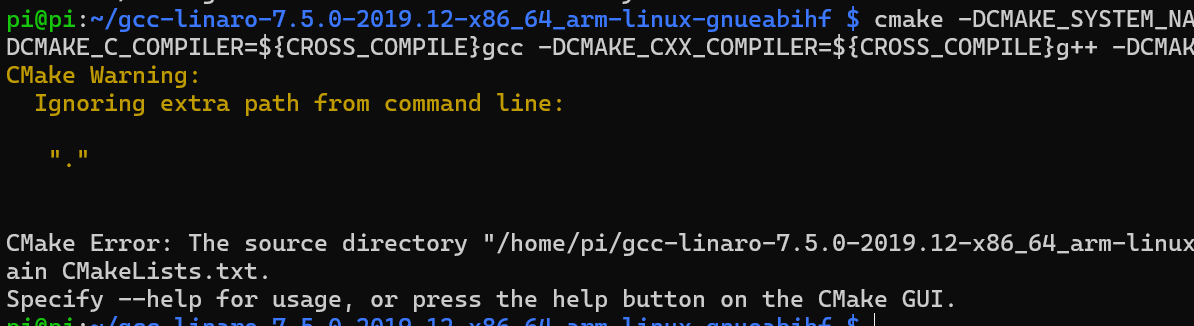 pi@pi:~/gcc-linaro-7.5.0-2019.12-x86_64_arm-linux-gnueabihf $ cmake -DCMAKE_SYSTEM_NA
DCMAKE_C_COMPILER=${CROSS_COMPILE}gcc -DCMAKE_CXX_COMPILER=${CROSS_COMPILE}g++ -DCMAK
CMake Warning:
  Ignoring extra path from command line:
   "."
CMake Error: The source directory "/home/pi/gcc-linaro-7.5.0-2019.12-x86_64_arm-linux
ain CMakeLists.txt.
Specify --help for usage, or press the help button on the CMake GUI.
pi@pi:~/gcc-linaro-7.5.0-2019.12-x86_64_arm-linux-gnueabihf $